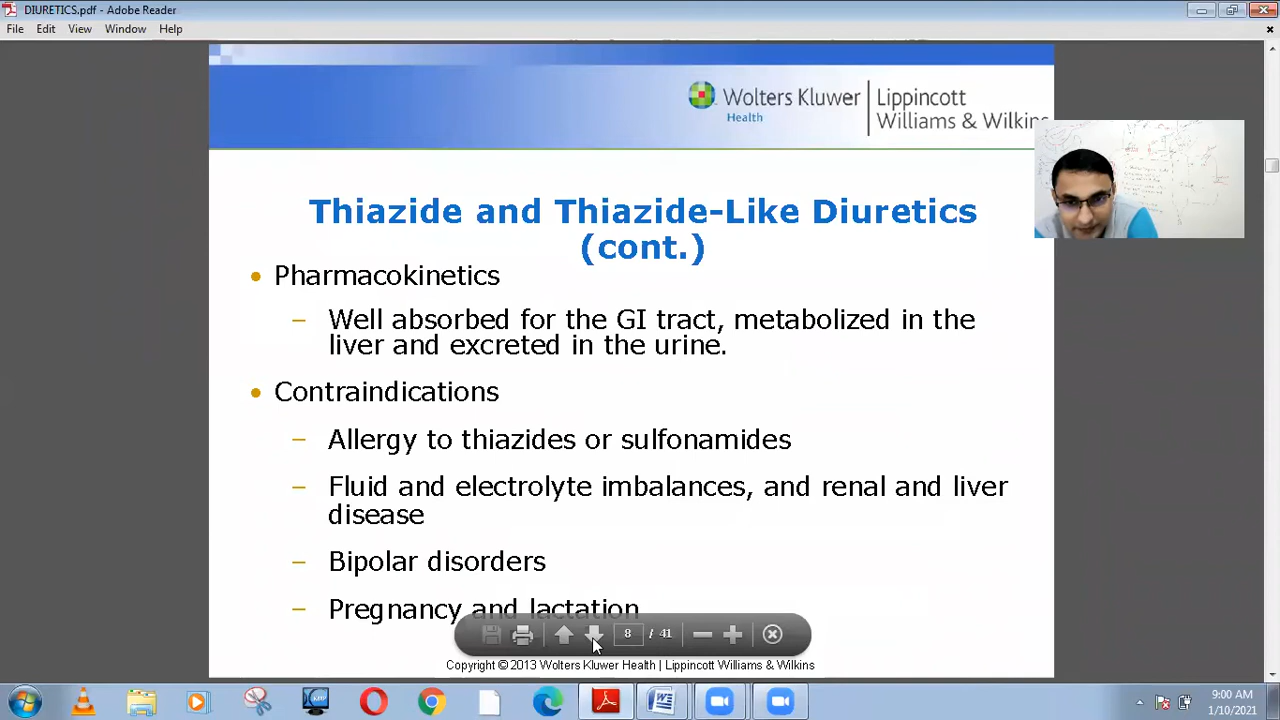 DIURETICS.pdf - Adobe Reader
File Edit View Window Help
Wolters Kluwer
Health
Lippincott
Williams & Wilkins
Thiazide and Thiazide-Like Diuretics
(cont.)
• Pharmacokinetics
– Well absorbed for the GI tract, metabolized in the
liver and excreted in the urine.
• Contraindications
– Allergy to thiazides or sulfonamides
– Fluid and electrolyte imbalances, and renal and liver
disease
– Bipolar disorders
– Pregnancy and lactation
8 / 41
Copyright © 2013 Wolters Kluwer Health | Lippincott Williams & Wilkins
9:00 AM
1/10/2021